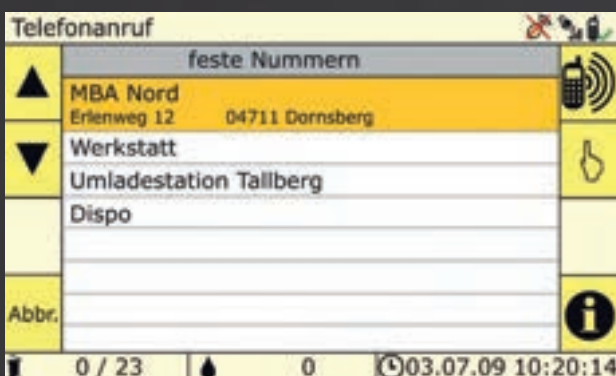 Telefonanruf
feste Nummern
MBA Nord
Erlenweg 12 04711 Dornsberg
Werkstatt
Umladestation Tallberg
Dispo
Abbr.
0 / 23 0 03.07.09 10:20:14